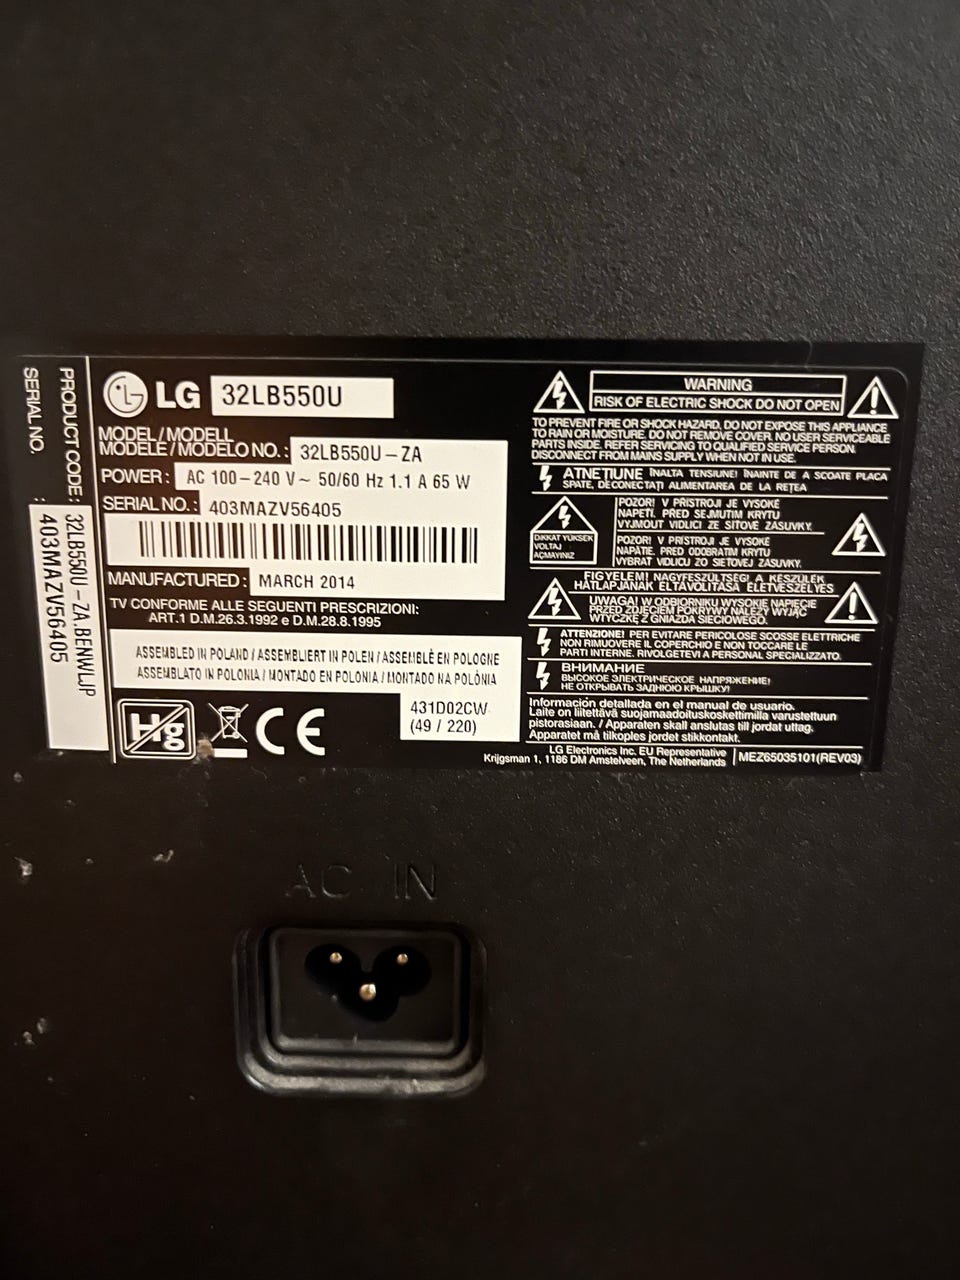 PRODUCT CODE : 32LB550U-ZA.BENWLJP
SERIAL NO. : 403MAZV56405
LG 32LB550U
MODEL/MODELL
MODÈLE/MODELO NO. : 32LB550U-ZA
POWER : AC 100-240 V~ 50/60 Hz 1.1 A 65 W
SERIAL NO. : 403MAZV56405
MANUFACTURED : MARCH 2014
TV CONFORME ALLE SEGUENTI PRESCRIZIONI:
ART.1 D.M.26.3.1992 e D.M.28.8.1995
ASSEMBLED IN POLAND / ASSEMBLIERT IN POLEN / ASSEMBLÈ EN POLOGNE
ASSEMBLATO IN POLONIA / MONTADO EN POLONIA / MONTADO NA POLÓNIA
431D02CW
(49 / 220)
Hg
CE
WARNING
RISK OF ELECTRIC SHOCK DO NOT OPEN
TO PREVENT FIRE OR SHOCK HAZARD, DO NOT EXPOSE THIS APPLIANCE
TO RAIN OR MOISTURE. DO NOT REMOVE COVER. NO USER SERVICEABLE
PARTS INSIDE. REFER SERVICING TO QUALIFIED SERVICE PERSON.
DISCONNECT FROM MAINS SUPPLY WHEN NOT IN USE.
ATNEȚIUNE ÎNALTA TENSIUNE! ÎNAINTE DE A SCOATE PLACA
SPATE, DECONECTAȚI APARATUL DE LA REȚEA
DIKKAT YÜKSEK
VOLTAJ
AÇMAYINIZ
POZOR! V PŘÍSTROJI JE VYSOKÉ
NAPĚTÍ. PŘED SEJMUTIM KRYTU
VYJMOUT VIDLICI ZE SÍŤOVÉ ZÁSUVKY.
POZOR! V PRÍSTROJI JE VYSOKÉ
NAPÄTIE. PRED ODOBRATÍM KRYTU
VYBRAŤ VIDLICU ZO SIEŤOVEJ ZÁSUVKY.
FIGYELEM! NAGYFESZÜLTSÉG! A KÉSZÜLÉK
HÁTLAPJÁNAK ELTÁVOLÍTÁSA ÉLETVESZÉLYES
UWAGA! W ODBIORNIKU WYSOKIE NAPIĘCIE
PRZED ZDJĘCIEM POKRYWY NALEŻY WYJĄĆ
WTYCZKĘ Z GNIAZDA SIECIOWEGO.
ATTENZIONE! PER EVITARE PERICOLOSE SCOSSE ELETTRICHE
NON RIMUOVERE IL COPERCHIO E NON TOCCARE LE
PARTI INTERNE. RIVOLGETEVI A PERSONAL SPECIALIZZATO.
ВНИМАНИЕ
ВЫСОКОЕ ЭЛЕКТРИЧЕСКОЕ НАПРЯЖЕНИЕ!
НЕ ОТКРЫВАТЬ ЗАДНЮЮ КРЫШКУ!
Información detallada en el manual de usuario.
Laite on liitettävä suojamaadoituskoskettimilla varustettuun
pistorasiaan. / Apparaten skall anslutas till jordat uttag.
Apparatet må tilkoples jordet stikkontakt.
LG Electronics Inc. EU Representative
Krijgsman 1, 1186 DM Amstelveen, The Netherlands
MEZ65035101(REV03)
AC IN